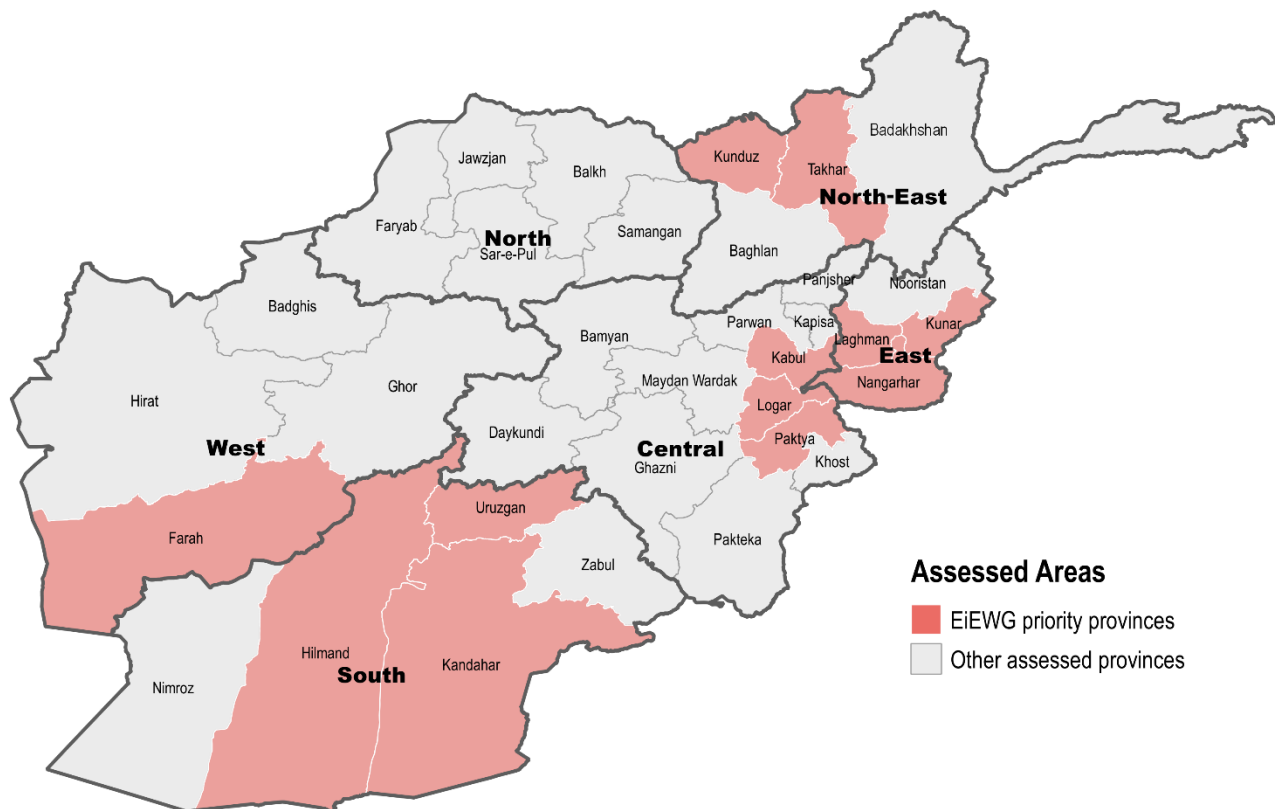 Badakhshan
Kunduz
Takhar
Jawzjan
Balkh
North-East
Faryab
Samangan
North
Sar-e-Pul
Baghlan
Panjsher
Nooristan
Badghis
Parwan
Kapisa
Kunar
Bamyan
Laghman
Kabul
East
Ghor
Maydan Wardak
Nangarhar
Hirat
Logar
Daykundi
Paktya
West
Central
Khost
Ghazni
Uruzgan
Farah
Pakteka
Zabul
Hilmand
Kandahar
South
Nimroz
Assessed Areas
EiEWG priority provinces
Other assessed provinces